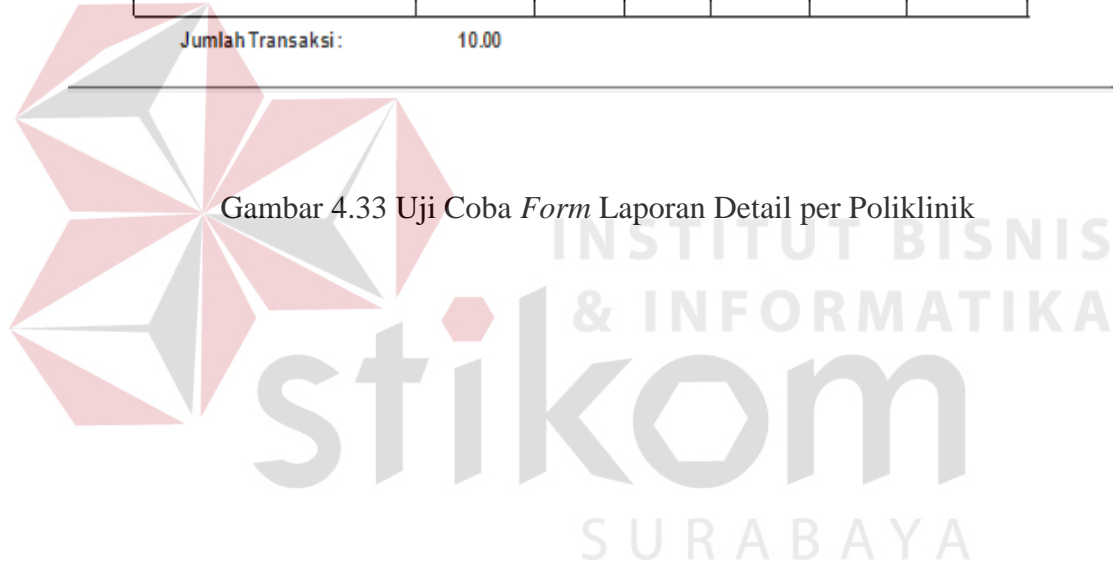 Jumlah Transaksi : 10.00
Gambar 4.33 Uji Coba Form Laporan Detail per Poliklinik
INSTITUT BISNIS
& INFORMATIKA
stikom
SURABAYA